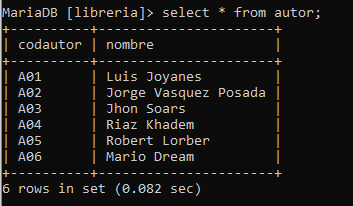 MariaDB [libreria]> select * from autor;
+----------+----------------------+
| codautor | nombre               |
+----------+----------------------+
| A01      | Luis Joyanes         |
| A02      | Jorge Vasquez Posada |
| A03      | Jhon Soars           |
| A04      | Riaz Khadem          |
| A05      | Robert Lorber        |
| A06      | Mario Dream          |
+----------+----------------------+
6 rows in set (0.082 sec)